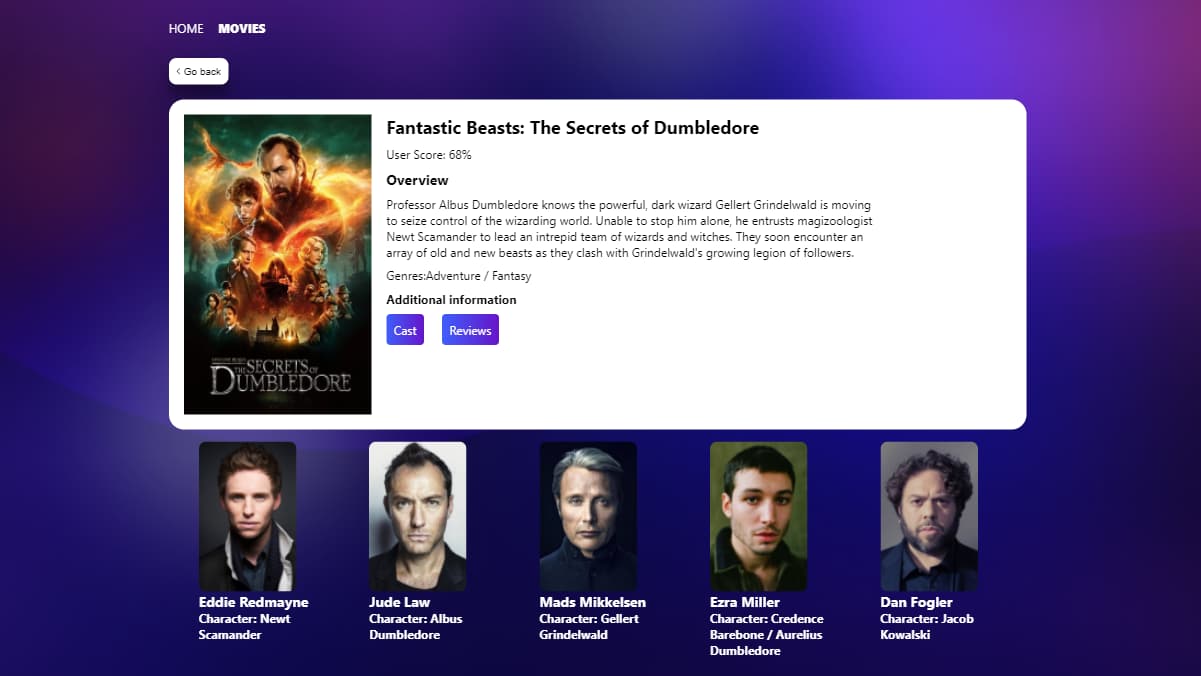 HOME MOVIES
Go back
Fantastic Beasts: The Secrets of Dumbledore
User Score: 68%
Overview
Professor Albus Dumbledore knows the powerful, dark wizard Gellert Grindelwald is moving
to seize control of the wizarding world. Unable to stop him alone, he entrusts magizoologist
Newt Scamander to lead an intrepid team of wizards and witches. They soon encounter an
array of old and new beasts as they clash with Grindelwald's growing legion of followers.
Genres:Adventure / Fantasy
Additional information
Cast Reviews
THE SECRETS OF
DUMBLEDORE
Eddie Redmayne
Character: Newt
Scamander
Jude Law
Character: Albus
Dumbledore
Mads Mikkelsen
Character: Gellert
Grindelwald
Ezra Miller
Character: Credence
Barebone / Aurelius
Dumbledore
Dan Fogler
Character: Jacob
Kowalski